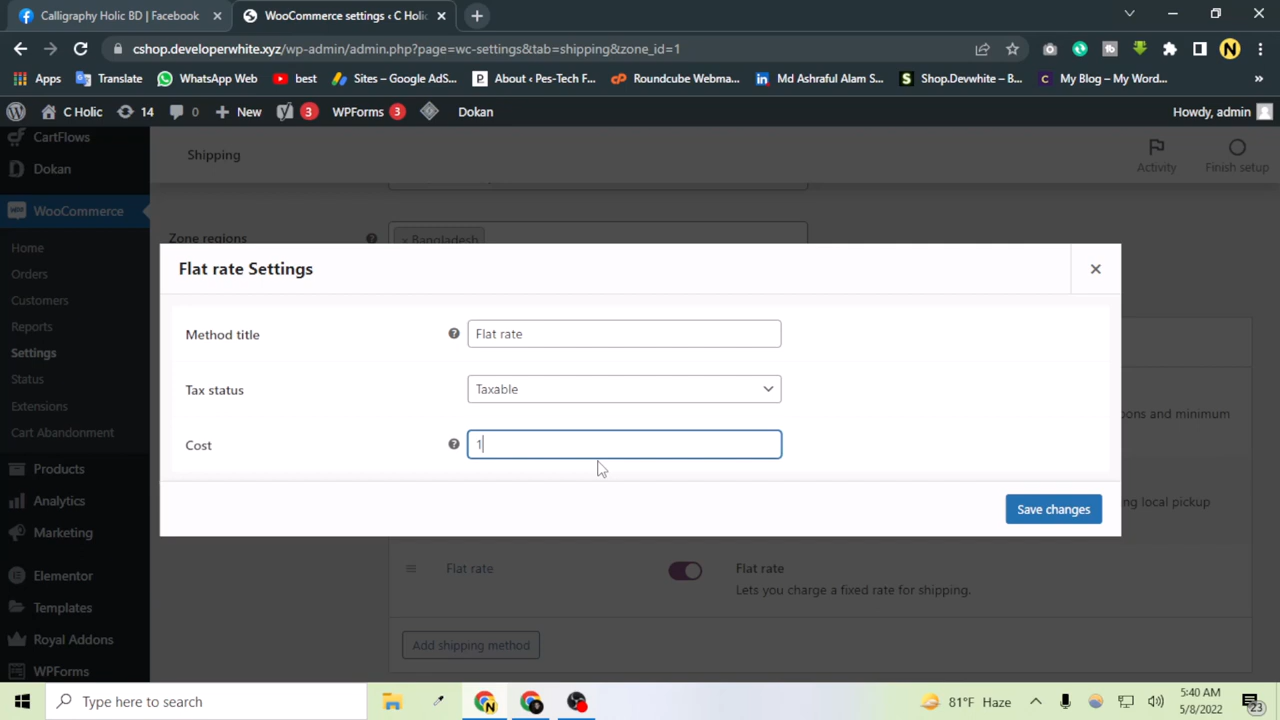 Calligraphy Holic BD | Facebook
WooCommerce settings ‹ C Holic
cshop.developerwhite.xyz/wp-admin/admin.php?page=wc-settings&tab=shipping&zone_id=1
Apps Translate WhatsApp Web best Sites – Google AdS... About ‹ Pes-Tech F... Roundcube Webma... Md Ashraful Alam S... Shop.Devwhite – B... My Blog – My Word...
C Holic 14 0 New 3 WPForms 3 Dokan Howdy, admin
CartFlows
Dokan
WooCommerce
Home
Orders
Customers
Reports
Settings
Status
Extensions
Cart Abandonment
Products
Analytics
Marketing
Elementor
Templates
Royal Addons
WPForms
Shipping
Activity
Finish setup
Zone regions
× Bangladesh
Flat rate Settings
Method title
Flat rate
Tax status
Taxable
Cost
1
Save changes
pons and minimum
ing local pickup
Flat rate
Flat rate
Lets you charge a fixed rate for shipping.
Add shipping method
Type here to search
81°F Haze
5:40 AM
5/8/2022
23